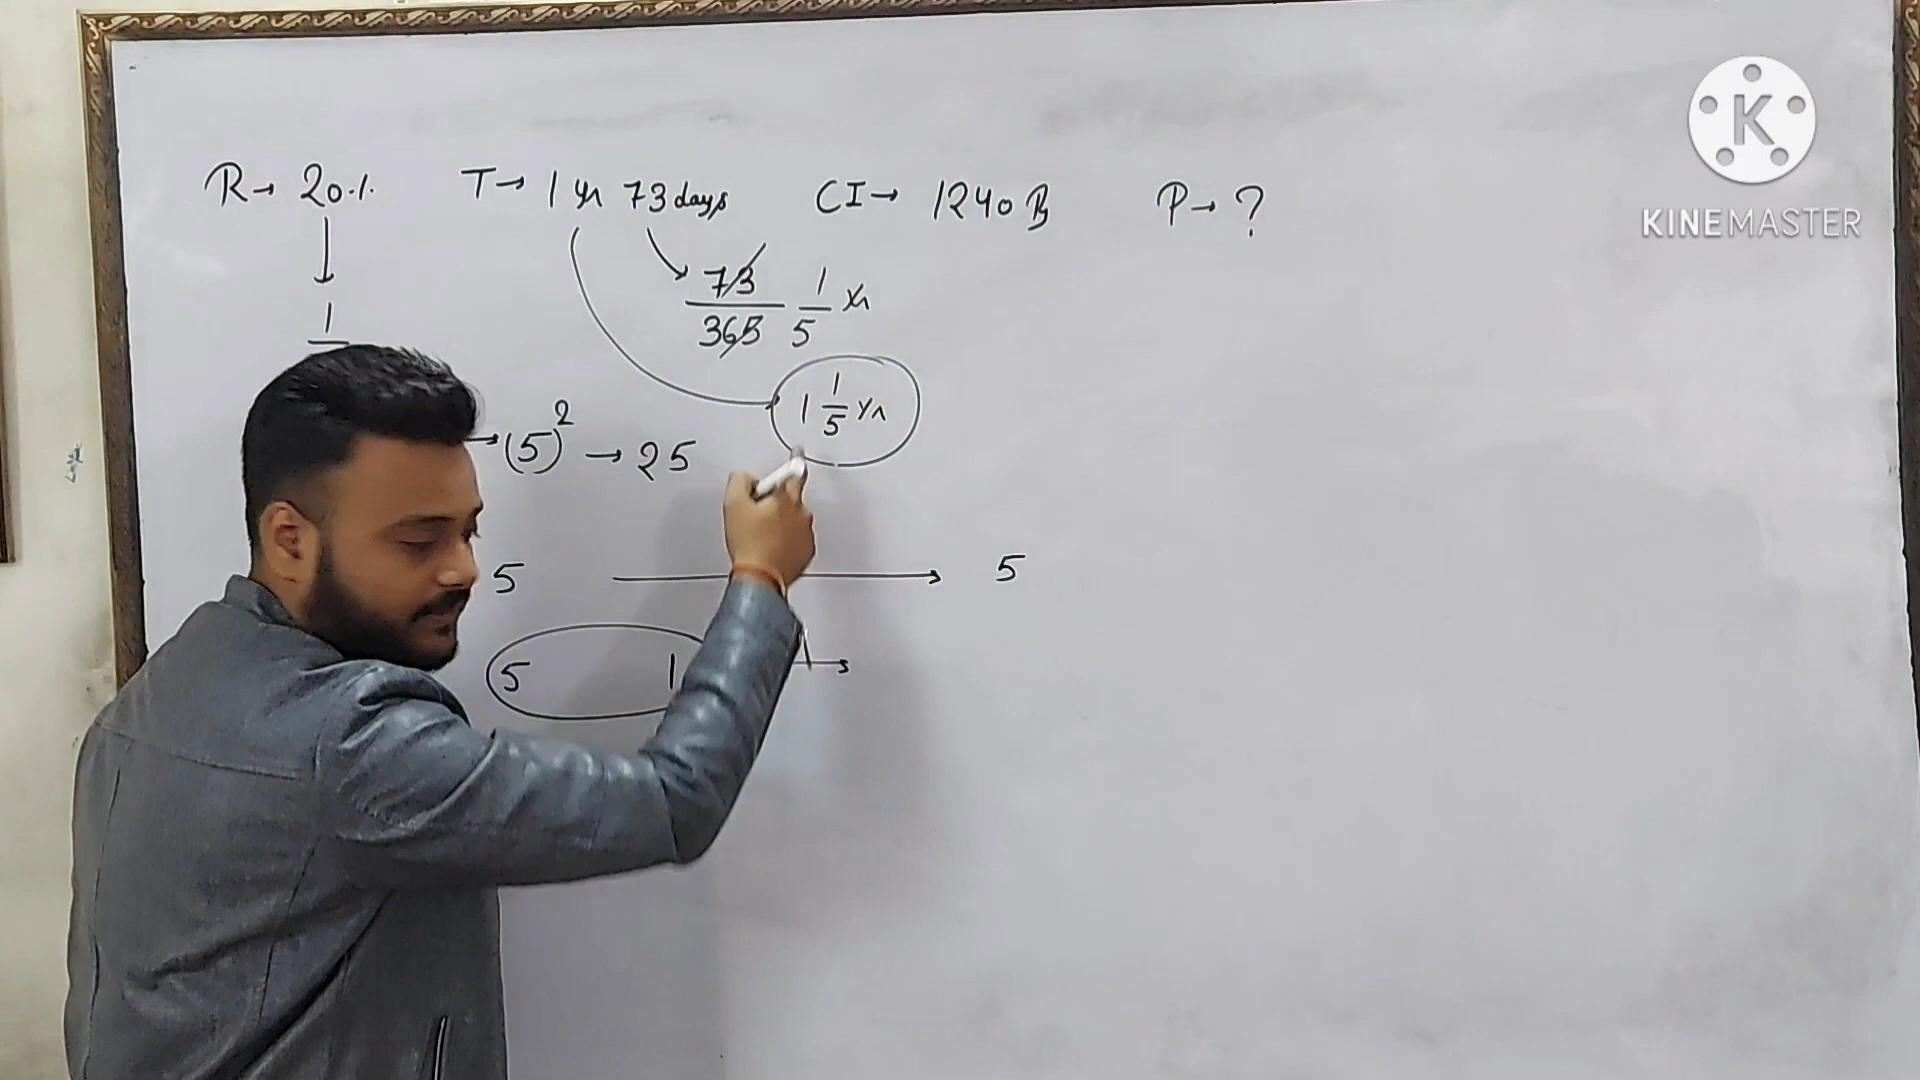 R→ 20% T→ 1 yr 73 days CI→ 1240 Rs P→ ?
73/365 1/5 yr
1
1 1/5 yr
→ (5)² → 25
5 → 5
5 1 →
K
KINEMASTER